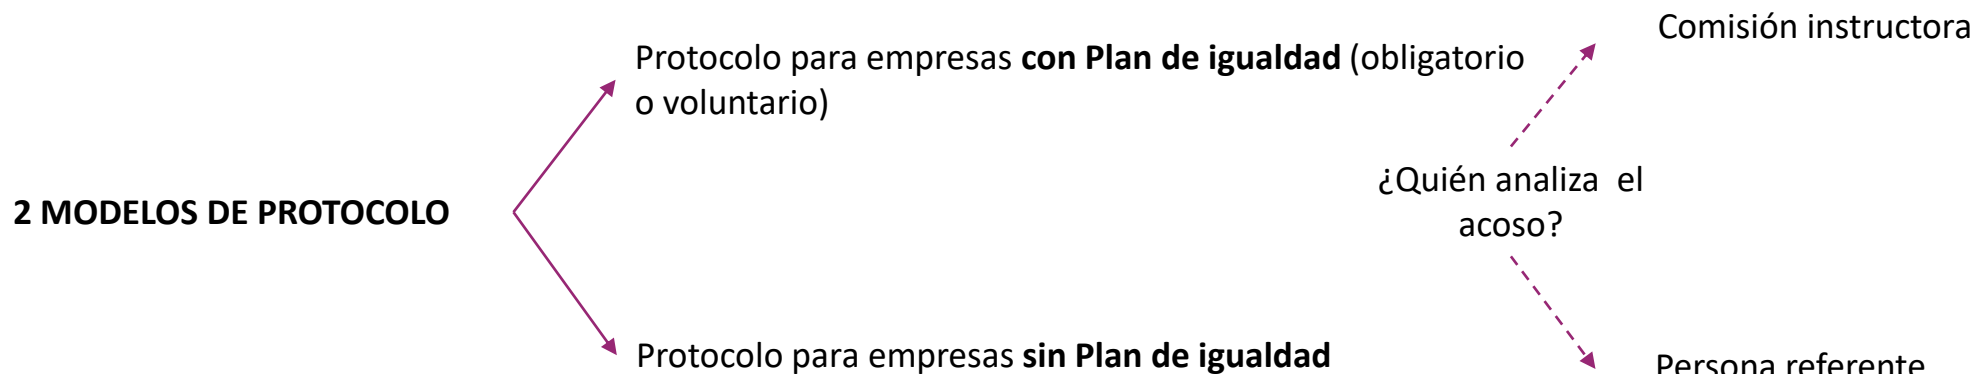 Comisión instructora
Protocolo para empresas con Plan de igualdad (obligatorio
o voluntario)
¿Quién analiza el
acoso?
2 MODELOS DE PROTOCOLO
Protocolo para empresas sin Plan de igualdad
Persona referente